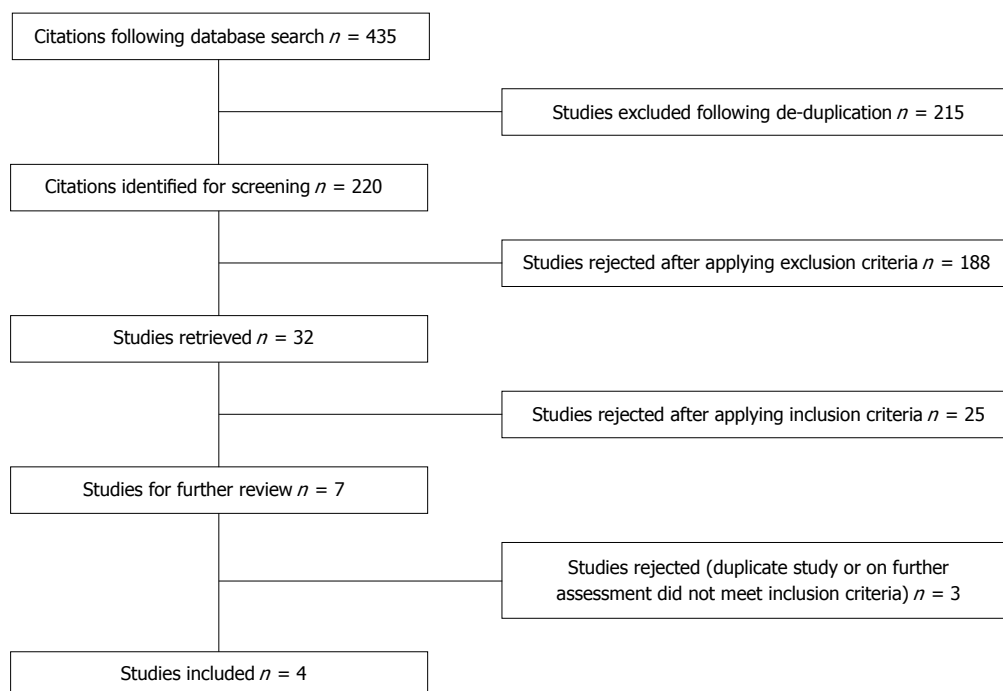 Citations following database search n = 435
Studies excluded following de-duplication n = 215
Citations identified for screening n = 220
Studies rejected after applying exclusion criteria n = 188
Studies retrieved n = 32
Studies rejected after applying inclusion criteria n = 25
Studies for further review n = 7
Studies rejected (duplicate study or on further
assessment did not meet inclusion criteria) n = 3
Studies included n = 4